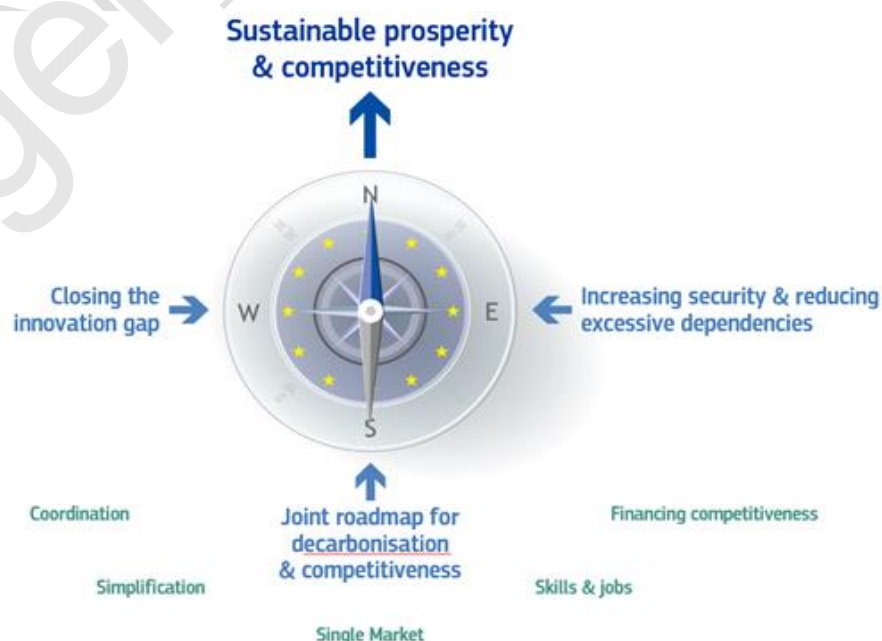 Sustainable prosperity
& competitiveness
N
Closing the
innovation gap
W
E
Increasing security & reducing
excessive dependencies
S
Joint roadmap for
decarbonisation
& competitiveness
Coordination
Financing competitiveness
Simplification
Skills & jobs
Single Market